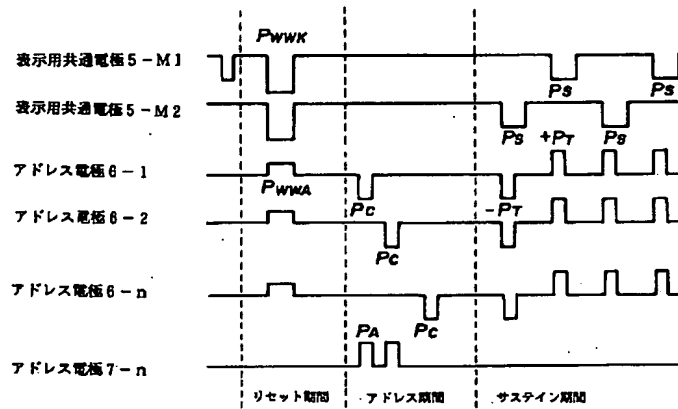 PWWK
表示用共通電極5-M1
PS PS
表示用共通電極5-M2
PS +PT PS
アドレス電極6-1
PWWA PC -PT
アドレス電極6-2
PC
アドレス電極6-n
PC
PA
アドレス電極7-n
リセット期間 アドレス期間 サステイン期間